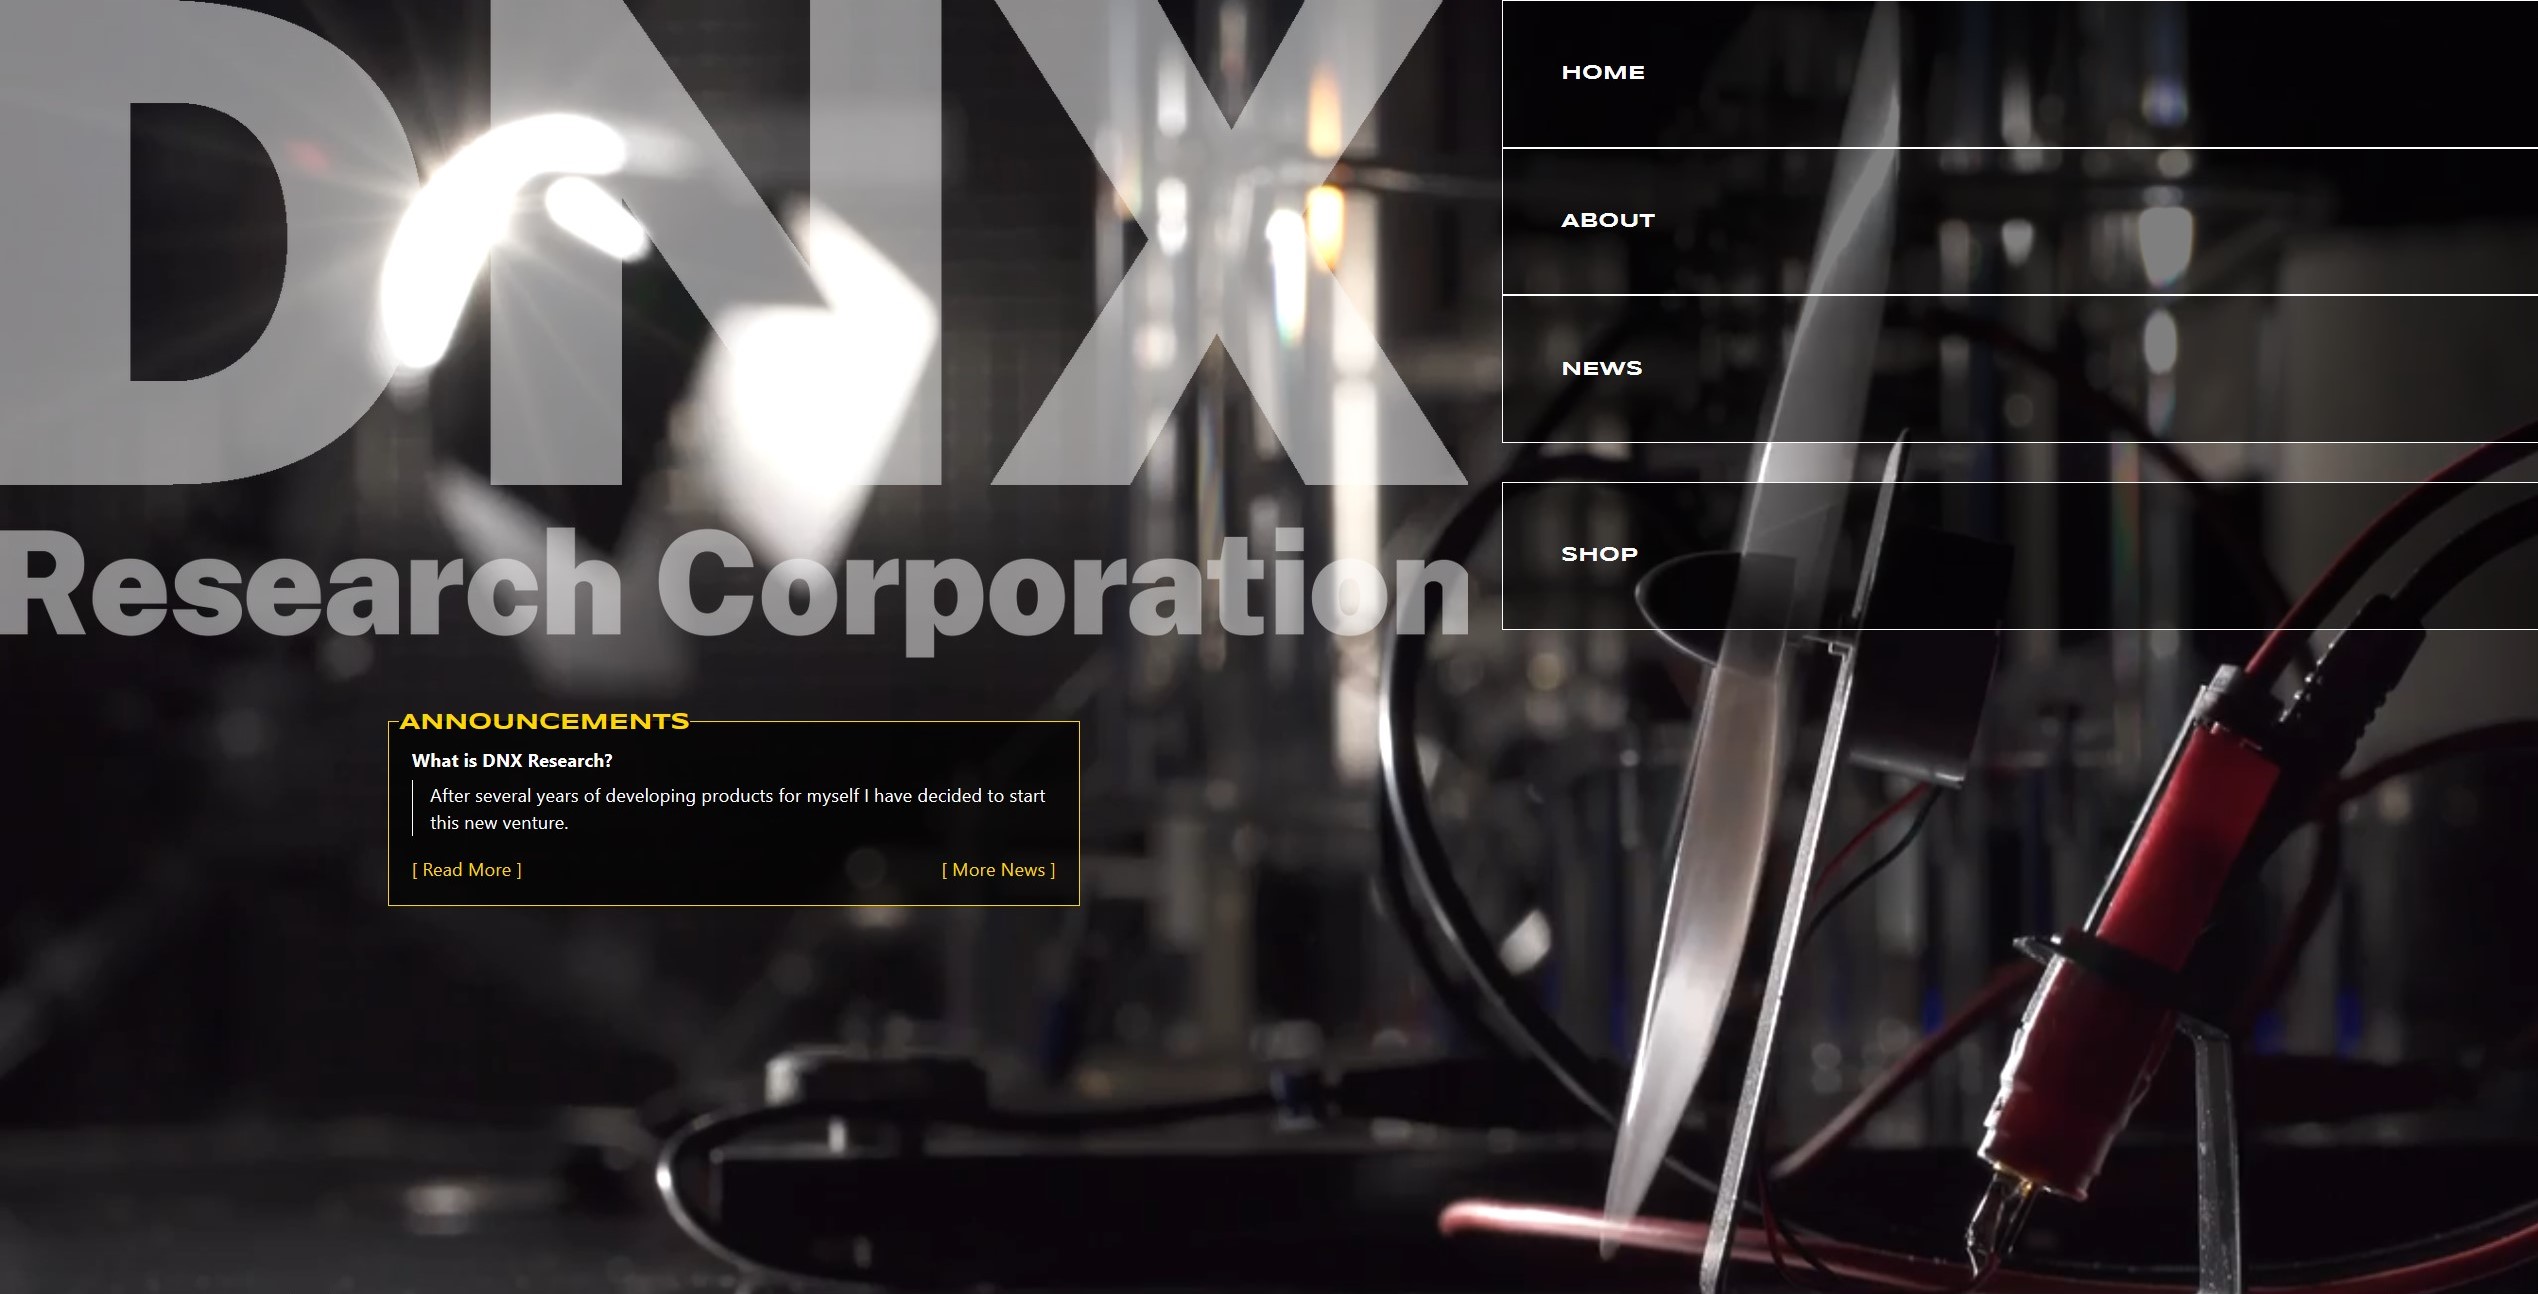 DNX
Research Corporation
HOME
ABOUT
NEWS
SHOP
ANNOUNCEMENTS
What is DNX Research?
After several years of developing products for myself I have decided to start
this new venture.
[ Read More ]
[ More News ]